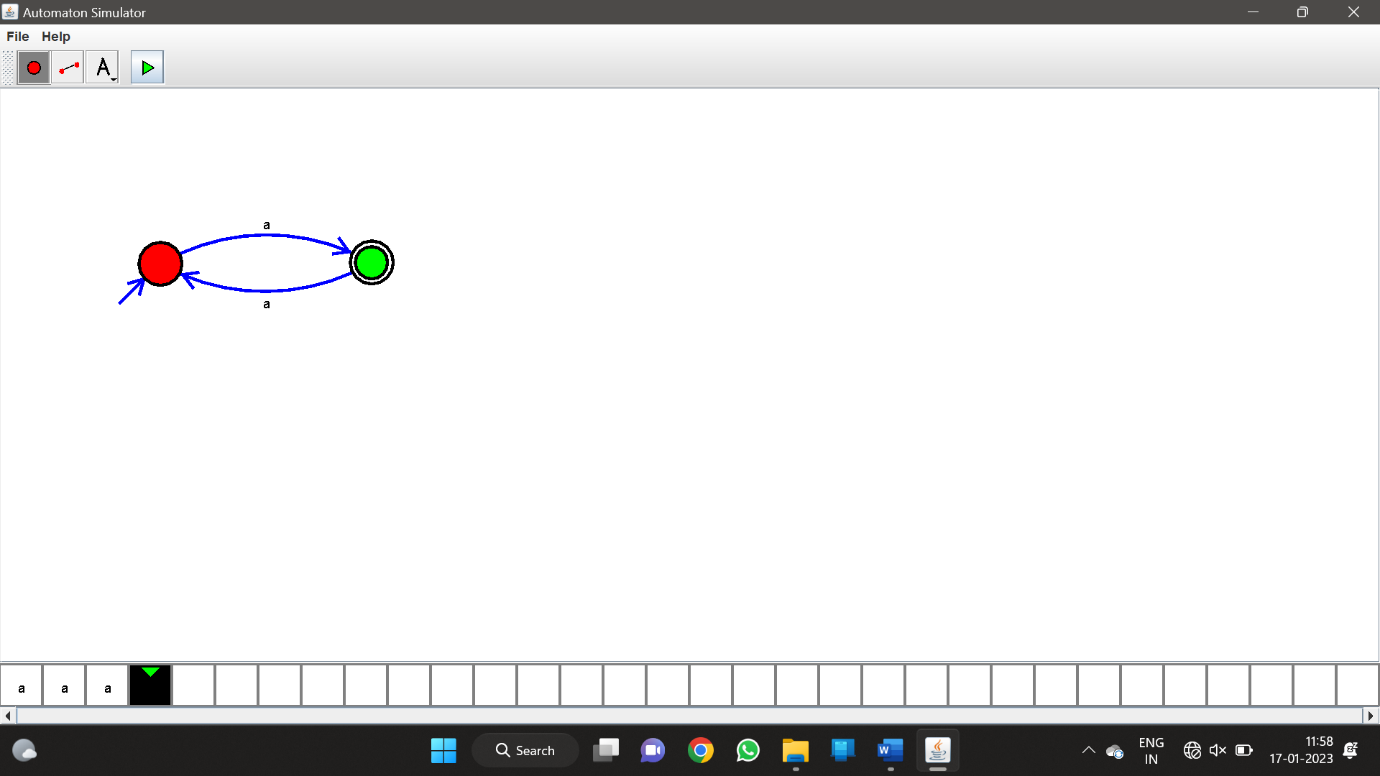 Automaton Simulator
File Help
A
a
a
a a a
Search
ENG
IN
11:58
17-01-2023